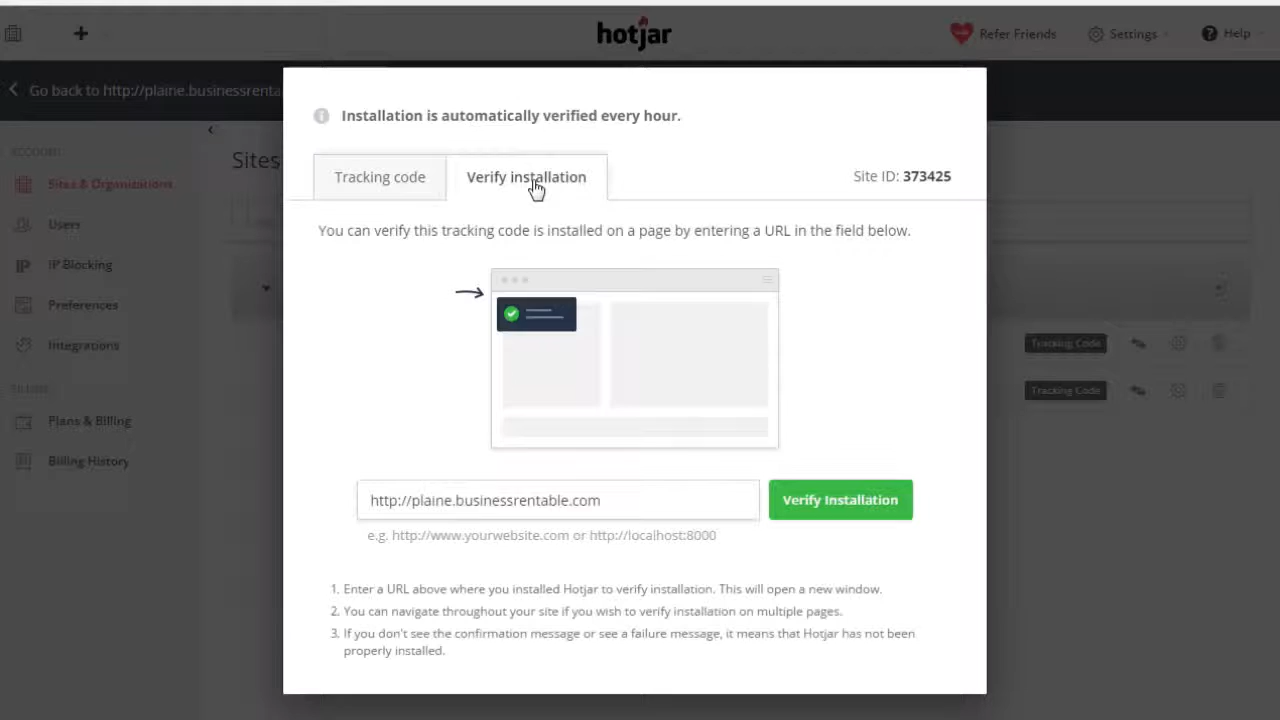 hotjar
Refer Friends
Settings
Help
Go back to http://plaine.businessrenta
Installation is automatically verified every hour.
ACCOUNT
Sites
Tracking code
Verify installation
Site ID: 373425
Sites & Organizations
Users
You can verify this tracking code is installed on a page by entering a URL in the field below.
IP Blocking
Preferences
Integrations
Tracking Code
Tracking Code
Plans & Billing
Billing History
http://plaine.businessrentable.com
Verify Installation
e.g. http://www.yourwebsite.com or http://localhost:8000
1. Enter a URL above where you installed Hotjar to verify installation. This will open a new window.
2. You can navigate throughout your site if you wish to verify installation on multiple pages.
3. If you don't see the confirmation message or see a failure message, it means that Hotjar has not been
properly installed.